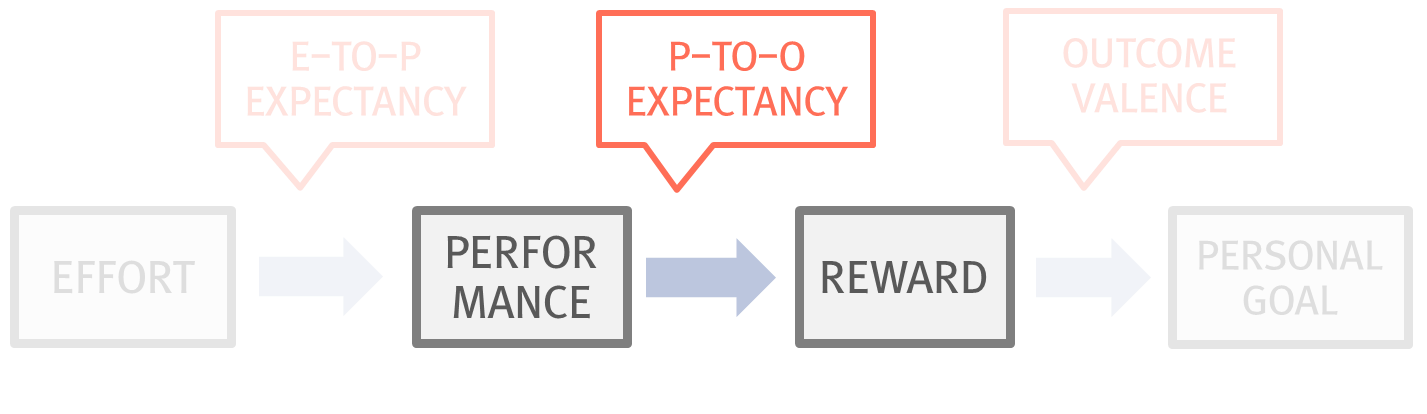 E–TO–P
EXPECTANCY
P–TO–O
EXPECTANCY
OUTCOME
VALENCE
EFFORT
PERFOR
MANCE
REWARD
PERSONAL
GOAL